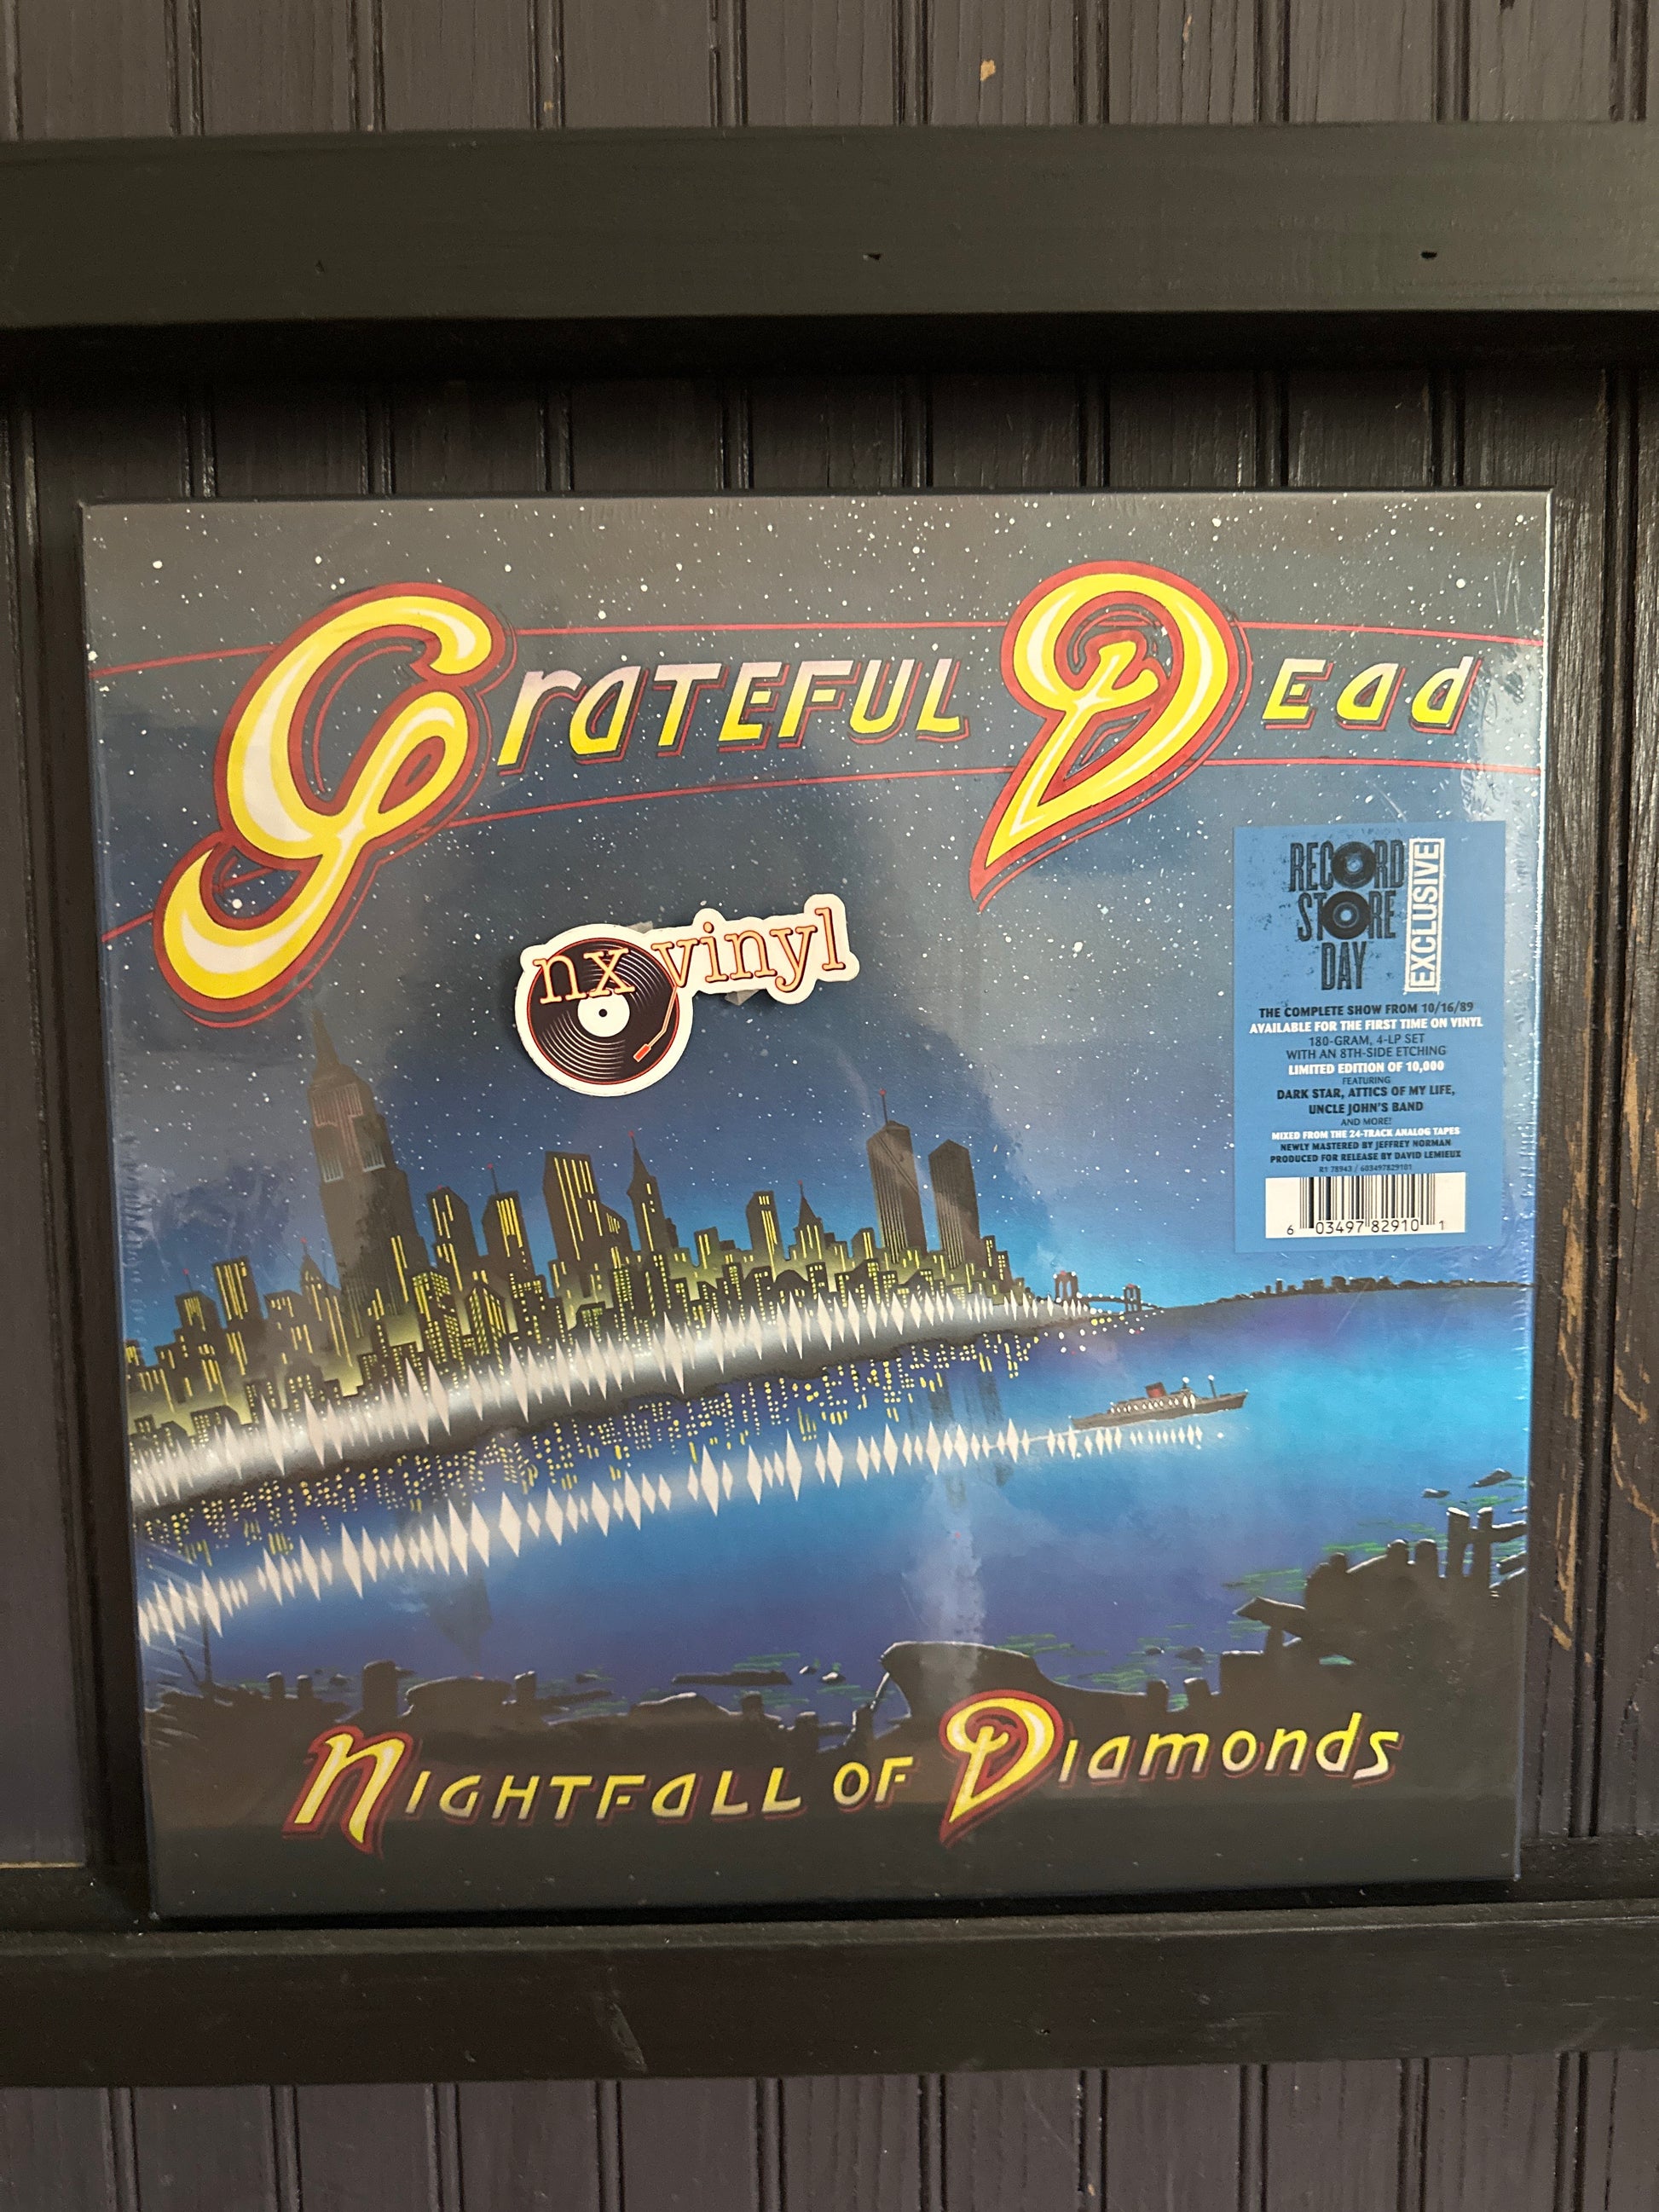 Grateful Dead
nx vinyl
RECORD
STORE
DAY
EXCLUSIVE
THE COMPLETE SHOW FROM 10/16/89
AVAILABLE FOR THE FIRST TIME ON VINYL
180-GRAM, 4-LP SET
WITH AN 8TH-SIDE ETCHING
LIMITED EDITION OF 10,000
FEATURING
DARK STAR, ATTICS OF MY LIFE,
UNCLE JOHN'S BAND
AND MORE!
MIXED FROM THE 24-TRACK ANALOG TAPES
NEWLY MASTERED BY JEFFREY NORMAN
PRODUCED FOR RELEASE BY DAVID LEMIEUX
R1 78943 / 603497829101
6 03497 82910 1
Nightfall of Diamonds